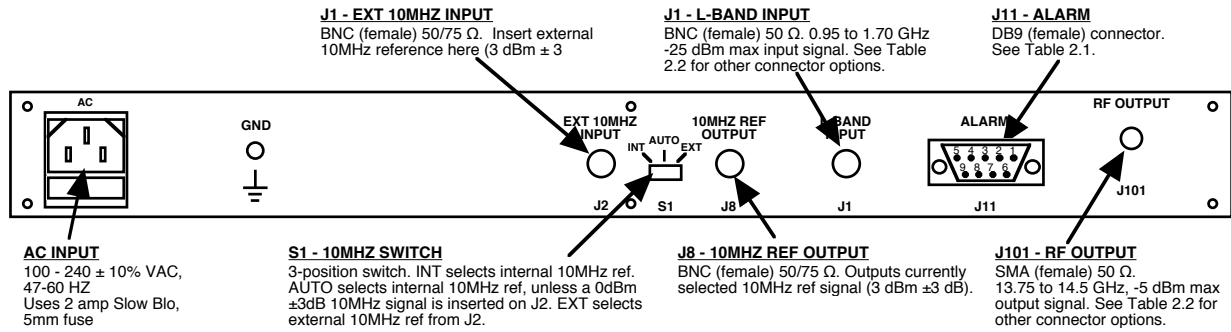 J1 - EXT 10MHZ INPUT
BNC (female) 50/75 Ω. Insert external
10MHz reference here (3 dBm ± 3
J1 - L-BAND INPUT
BNC (female) 50 Ω. 0.95 to 1.70 GHz
-25 dBm max input signal. See Table
2.2 for other connector options.
J11 - ALARM
DB9 (female) connector.
See Table 2.1.
AC
GND
EXT 10MHZ
INPUT
INT
AUTO
EXT
10MHZ REF
OUTPUT
L-BAND
INPUT
ALARM
5 4 3 2 1
9 8 7 6
RF OUTPUT
J101
J2
S1
J8
J1
J11
AC INPUT
100 - 240 ± 10% VAC,
47-60 HZ
Uses 2 amp Slow Blo,
5mm fuse
S1 - 10MHZ SWITCH
3-position switch. INT selects internal 10MHz ref.
AUTO selects internal 10MHz ref, unless a 0dBm
±3dB 10MHz signal is inserted on J2. EXT selects
external 10MHz ref from J2.
J8 - 10MHZ REF OUTPUT
BNC (female) 50/75 Ω. Outputs currently
selected 10MHz ref signal (3 dBm ±3 dB).
J101 - RF OUTPUT
SMA (female) 50 Ω.
13.75 to 14.5 GHz, -5 dBm max
output signal. See Table 2.2 for
other connector options.